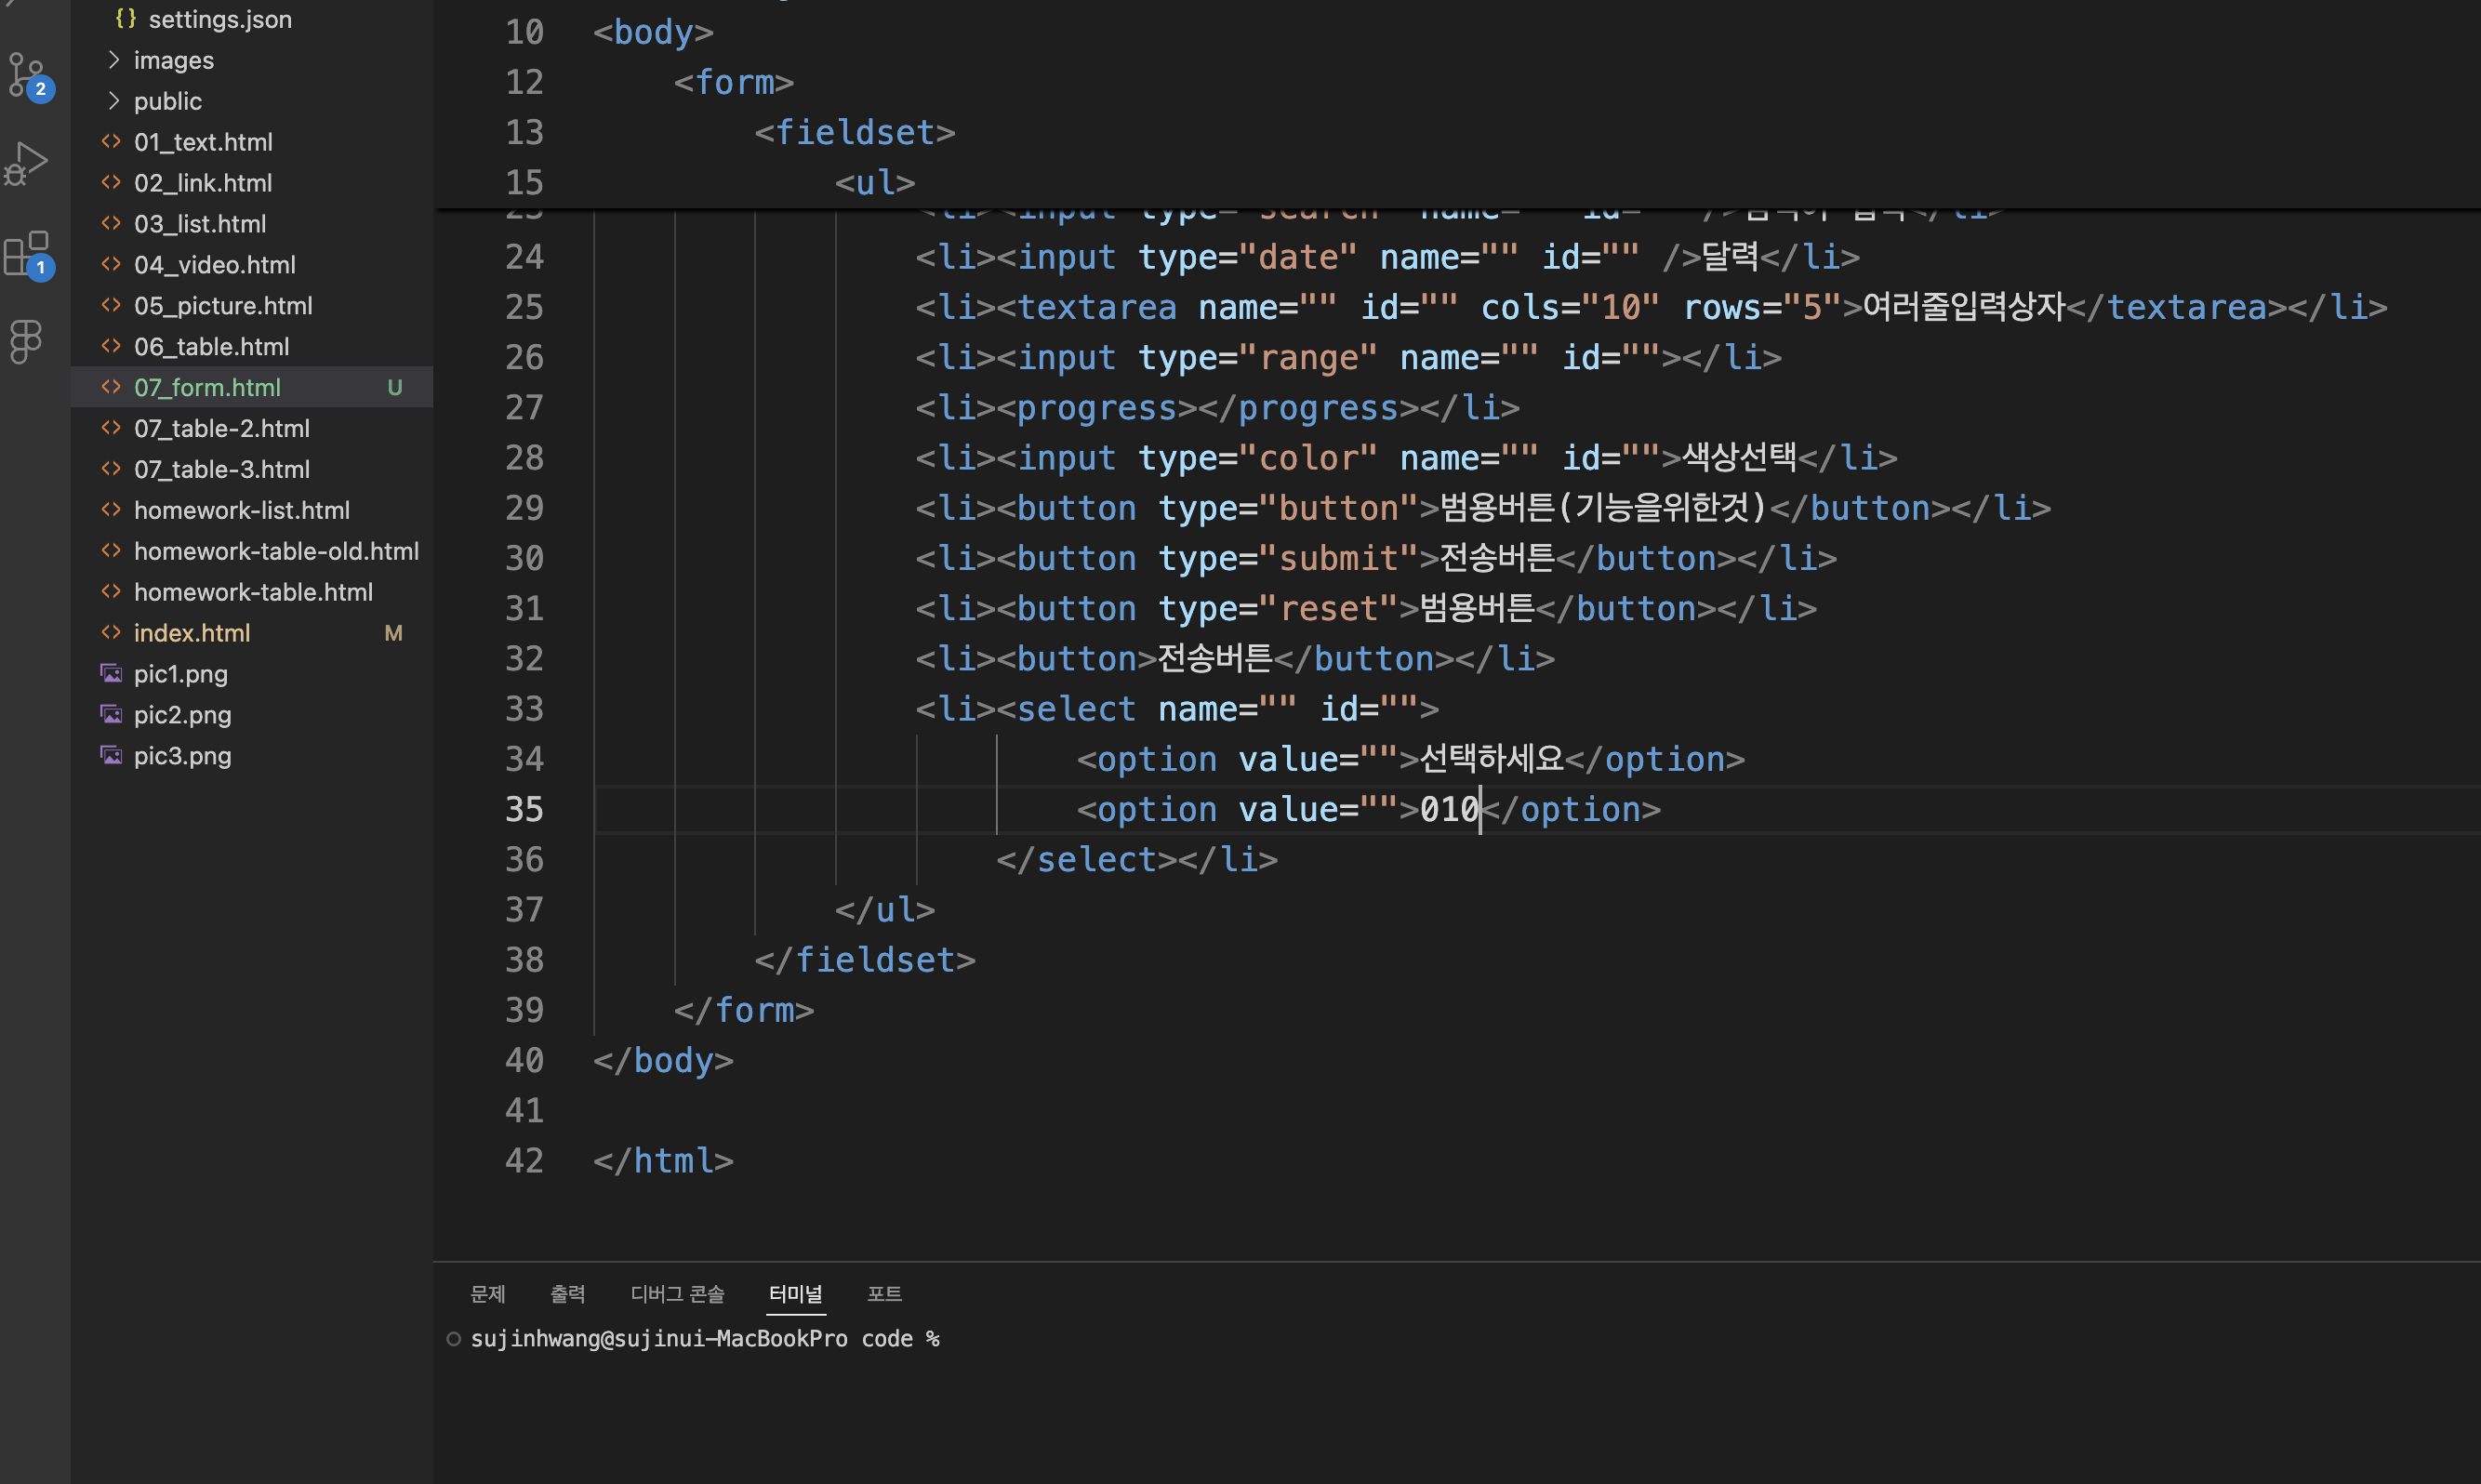 {} settings.json
images
public
01_text.html
02_link.html
03_list.html
04_video.html
05_picture.html
06_table.html
07_form.html U
07_table-2.html
07_table-3.html
homework-list.html
homework-table-old.html
homework-table.html
index.html M
pic1.png
pic2.png
pic3.png
2
1
10 <body>
12 <form>
13 <fieldset>
15 <ul>
24 <li><input type="date" name="" id="" />달력</li>
25 <li><textarea name="" id="" cols="10" rows="5">여러줄입력상자</textarea></li>
26 <li><input type="range" name="" id=""></li>
27 <li><progress></progress></li>
28 <li><input type="color" name="" id="">색상선택</li>
29 <li><button type="button">범용버튼(기능을위한것)</button></li>
30 <li><button type="submit">전송버튼</button></li>
31 <li><button type="reset">범용버튼</button></li>
32 <li><button>전송버튼</button></li>
33 <li><select name="" id="">
34 <option value="">선택하세요</option>
35 <option value="">010</option>
36 </select></li>
37 </ul>
38 </fieldset>
39 </form>
40 </body>
41
42 </html>
문제 출력 디버그 콘솔 터미널 포트
sujinhwang@sujinui-MacBookPro code %